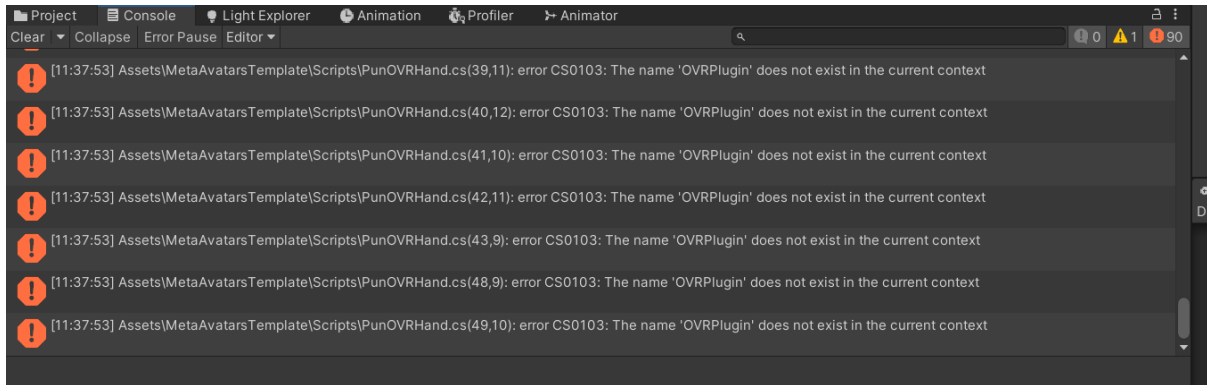 Project Console Light Explorer Animation Profiler Animator
Clear Collapse Error Pause Editor 0 1 90
[11:37:53] Assets\MetaAvatarsTemplate\Scripts\PunOVRHand.cs(39,11): error CS0103: The name 'OVRPlugin' does not exist in the current context
[11:37:53] Assets\MetaAvatarsTemplate\Scripts\PunOVRHand.cs(40,12): error CS0103: The name 'OVRPlugin' does not exist in the current context
[11:37:53] Assets\MetaAvatarsTemplate\Scripts\PunOVRHand.cs(41,10): error CS0103: The name 'OVRPlugin' does not exist in the current context
[11:37:53] Assets\MetaAvatarsTemplate\Scripts\PunOVRHand.cs(42,11): error CS0103: The name 'OVRPlugin' does not exist in the current context
[11:37:53] Assets\MetaAvatarsTemplate\Scripts\PunOVRHand.cs(43,9): error CS0103: The name 'OVRPlugin' does not exist in the current context
[11:37:53] Assets\MetaAvatarsTemplate\Scripts\PunOVRHand.cs(48,9): error CS0103: The name 'OVRPlugin' does not exist in the current context
[11:37:53] Assets\MetaAvatarsTemplate\Scripts\PunOVRHand.cs(49,10): error CS0103: The name 'OVRPlugin' does not exist in the current context
D